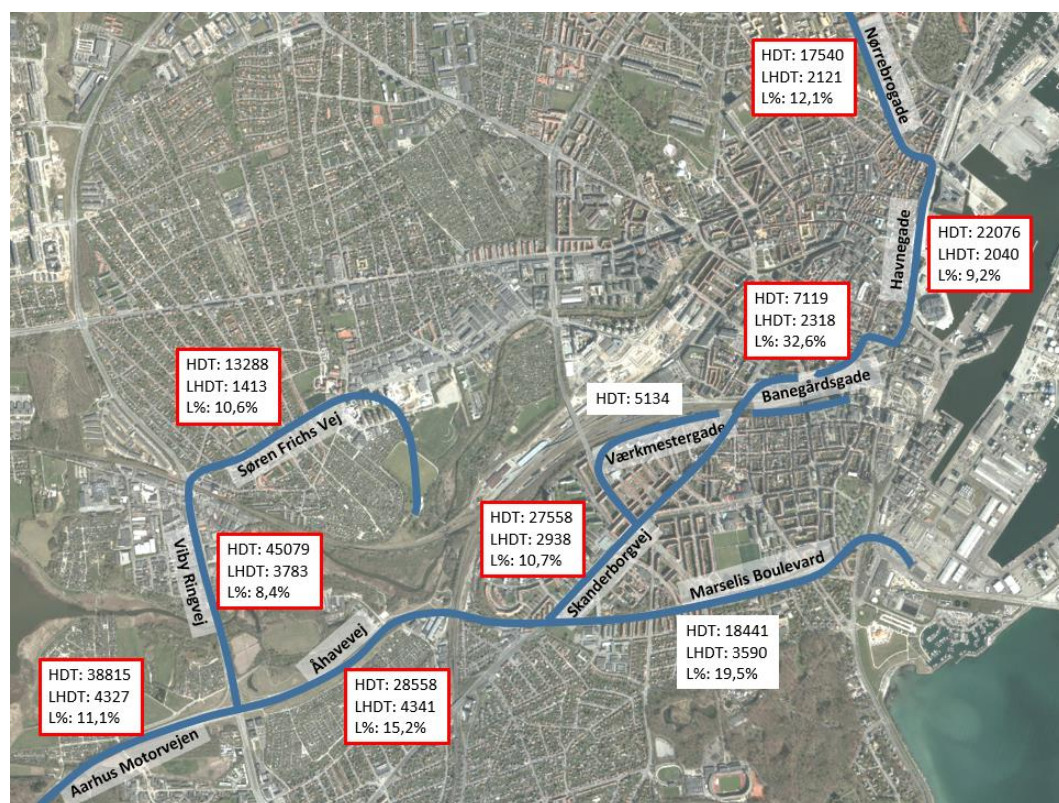 HDT: 17540
LHDT: 2121
L%: 12,1%
Nørrebrogade
Havnegade
HDT: 22076
LHDT: 2040
L%: 9,2%
HDT: 7119
LHDT: 2318
L%: 32,6%
Banegårdsgade
HDT: 13288
LHDT: 1413
L%: 10,6%
HDT: 5134
Søren Frichs Vej
Værkmestergade
HDT: 27558
LHDT: 2938
L%: 10,7%
Skanderborgvej
Marselis Boulevard
Viby Ringvej
HDT: 45079
LHDT: 3783
L%: 8,4%
HDT: 18441
LHDT: 3590
L%: 19,5%
Åhavevej
HDT: 38815
LHDT: 4327
L%: 11,1%
HDT: 28558
LHDT: 4341
L%: 15,2%
Aarhus Motorvejen